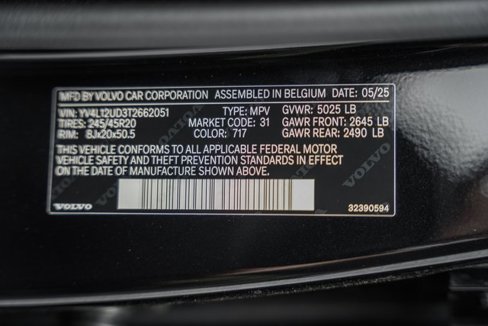 MFD BY VOLVO CAR CORPORATION ASSEMBLED IN BELGIUM DATE: 05/25
VIN: YV4L12UD3T2662051 TYPE: MPV GVWR: 5025 LB
TIRES: 245/45R20 MARKET CODE: 31 GAWR FRONT: 2645 LB
RIM: 8Jx20x50.5 COLOR: 717 GAWR REAR: 2490 LB
THIS VEHICLE CONFORMS TO ALL APPLICABLE FEDERAL MOTOR
VEHICLE SAFETY AND THEFT PREVENTION STANDARDS IN EFFECT
ON THE DATE OF MANUFACTURE SHOWN ABOVE.
VOLVO 32390594